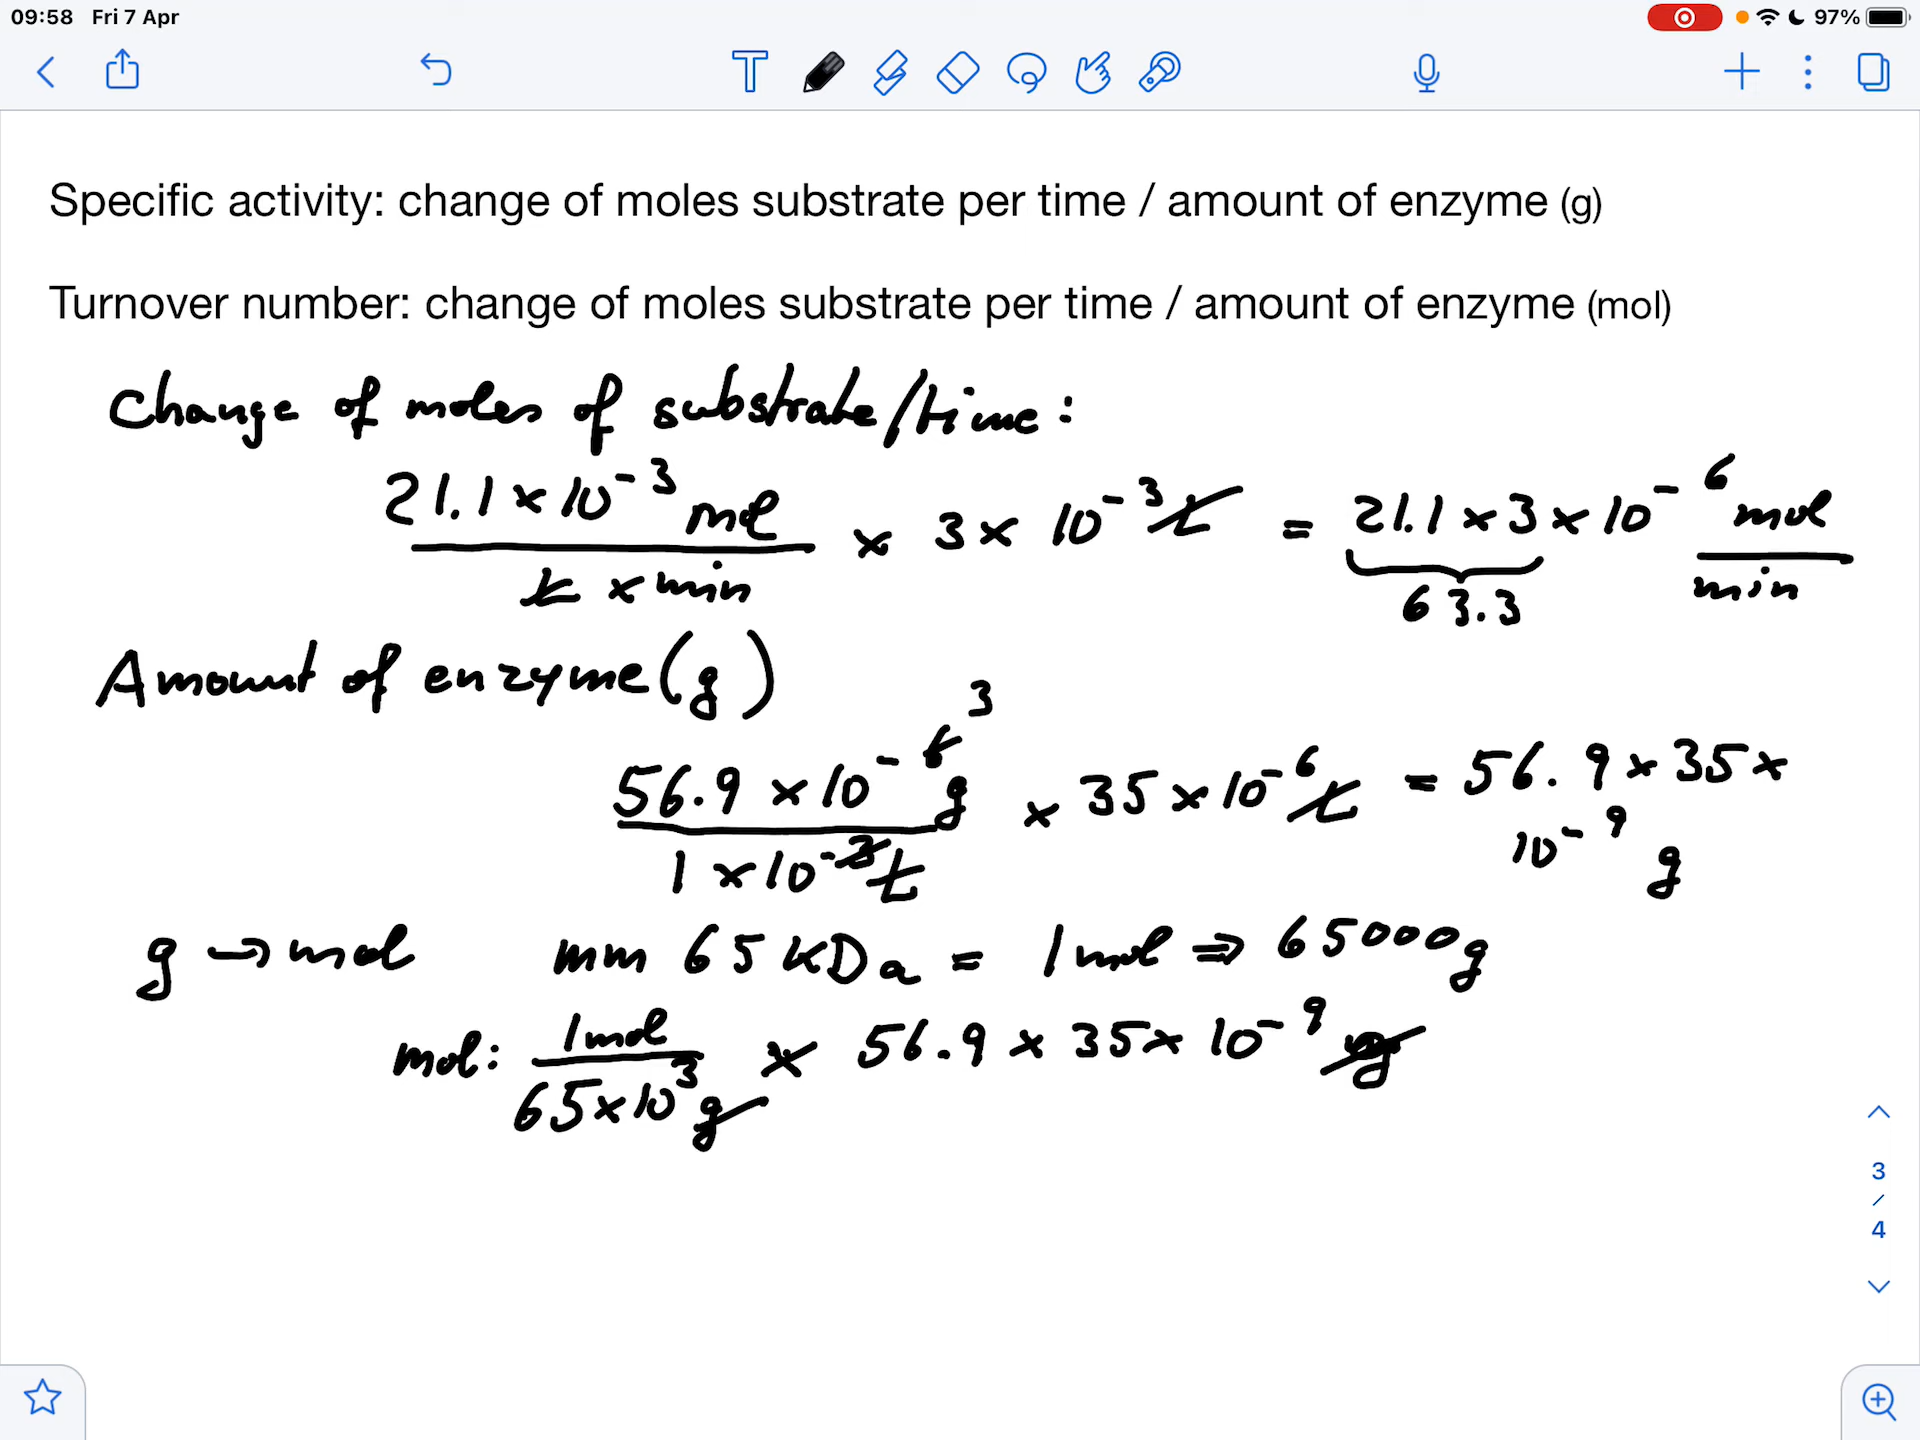 09:58 Fri 7 Apr 97%
T
Specific activity: change of moles substrate per time / amount of enzyme (g)
Turnover number: change of moles substrate per time / amount of enzyme (mol)
Change of moles of substrate/time:
21.1 x 10⁻³ mol / L x min x 3 x 10⁻³ L = 21.1 x 3 x 10⁻⁶ mol / min
63.3
Amount of enzyme (g)
3
56.9 x 10⁻⁶ g / 1 x 10⁻³ L x 35 x 10⁻⁶ L = 56.9 x 35 x
10⁻⁹ g
g → mol mm 65 kDa = 1 mol ⇒ 65000g
mol: 1 mol / 65 x 10³ g x 56.9 x 35 x 10⁻⁹ g
3
/
4